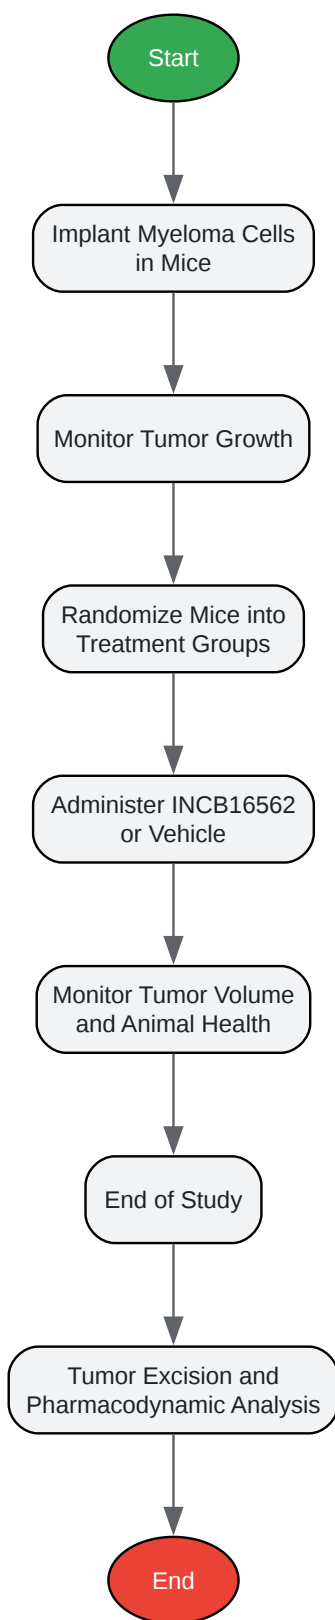 Start
Implant Myeloma Cells
in Mice
Monitor Tumor Growth
Randomize Mice into
Treatment Groups
Administer INCB16562
or Vehicle
Monitor Tumor Volume
and Animal Health
End of Study
Tumor Excision and
Pharmacodynamic Analysis
End